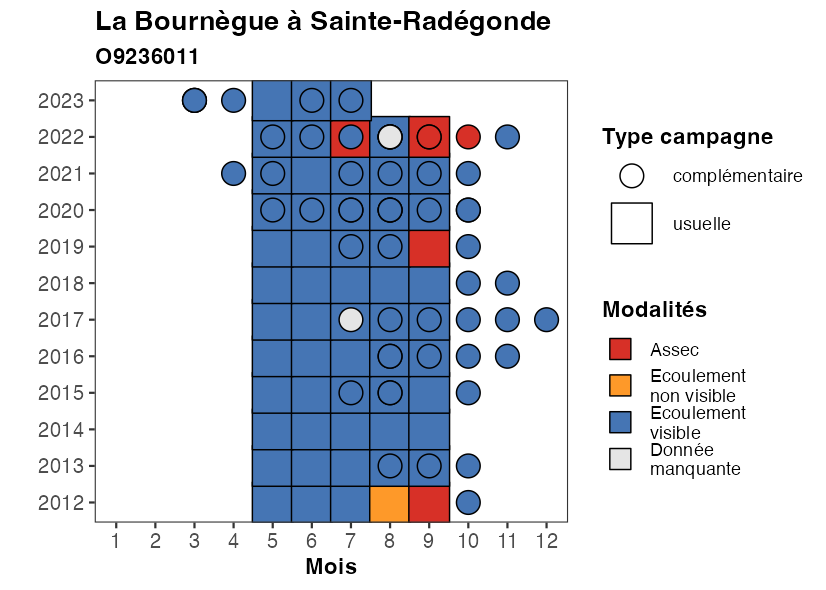 La Bournègue à Sainte-Radégonde
O9236011
2023
2022
2021
2020
2019
2018
2017
2016
2015
2014
2013
2012
1 2 3 4 5 6 7 8 9 10 11 12
Mois
Type campagne
complémentaire
usuelle
Modalités
Assec
Ecoulement
non visible
Ecoulement
visible
Donnée
manquante